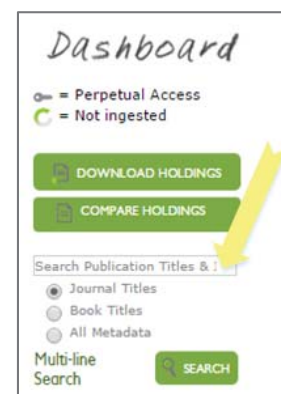 Dashboard
= Perpetual Access
= Not ingested
DOWNLOAD HOLDINGS
COMPARE HOLDINGS
Search Publication Titles &
Journal Titles
Book Titles
All Metadata
Multi-line
Search
SEARCH